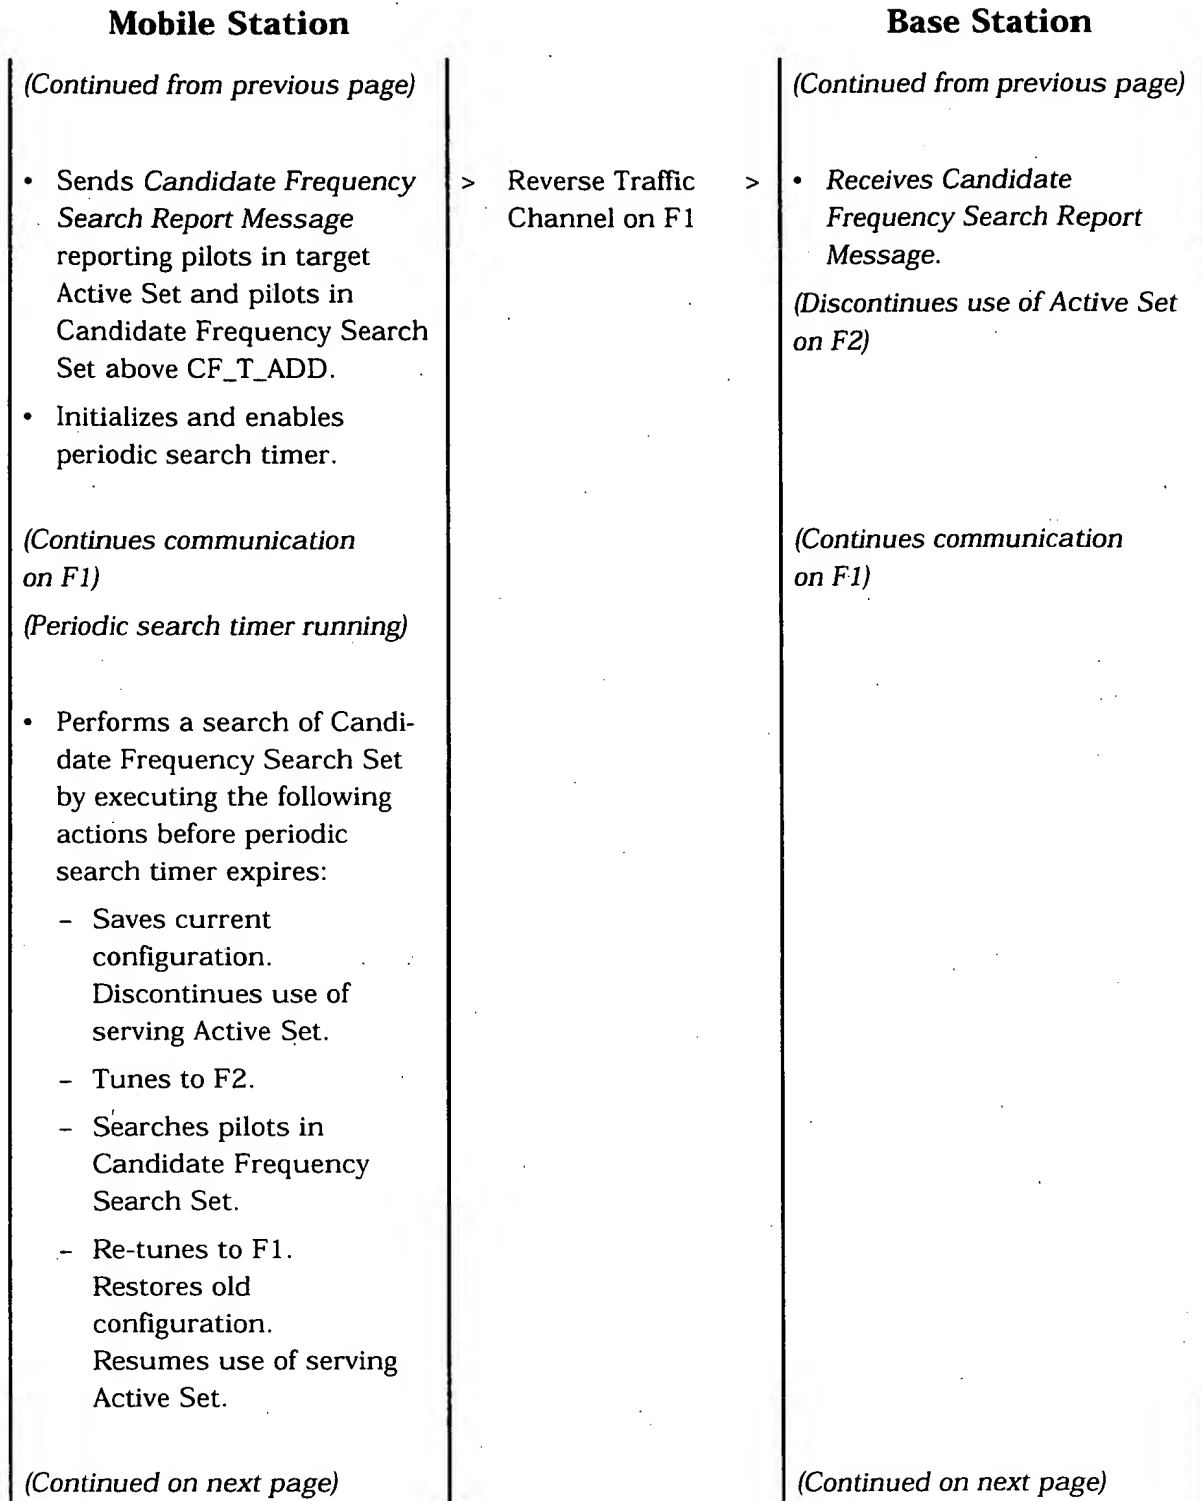 Mobile Station
Base Station
(Continued from previous page)
(Continued from previous page)
• Sends Candidate Frequency
Search Report Message
reporting pilots in target
Active Set and pilots in
Candidate Frequency Search
Set above CF_T_ADD.
> Reverse Traffic >
Channel on F1
• Receives Candidate
Frequency Search Report
Message.
(Discontinues use of Active Set
on F2)
• Initializes and enables
periodic search timer.
(Continues communication
on F1)
(Continues communication
on F1)
(Periodic search timer running)
• Performs a search of Candi-
date Frequency Search Set
by executing the following
actions before periodic
search timer expires:
– Saves current
configuration.
Discontinues use of
serving Active Set.
– Tunes to F2.
– Searches pilots in
Candidate Frequency
Search Set.
– Re-tunes to F1.
Restores old
configuration.
Resumes use of serving
Active Set.
(Continued on next page)
(Continued on next page)